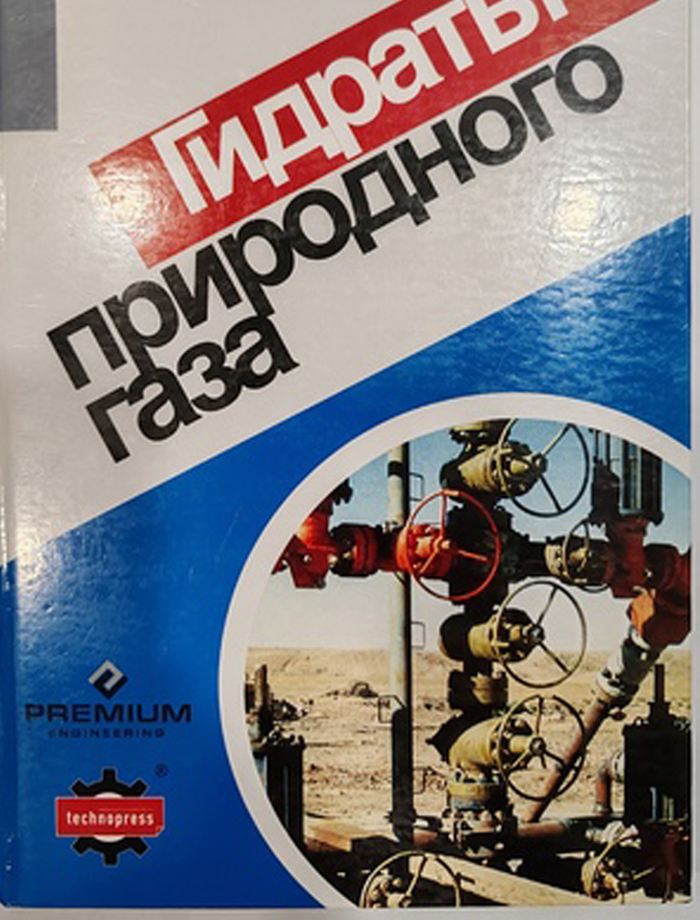 Гидраты
природного
газа
PREMIUM
ENGINEERING
®
technopress